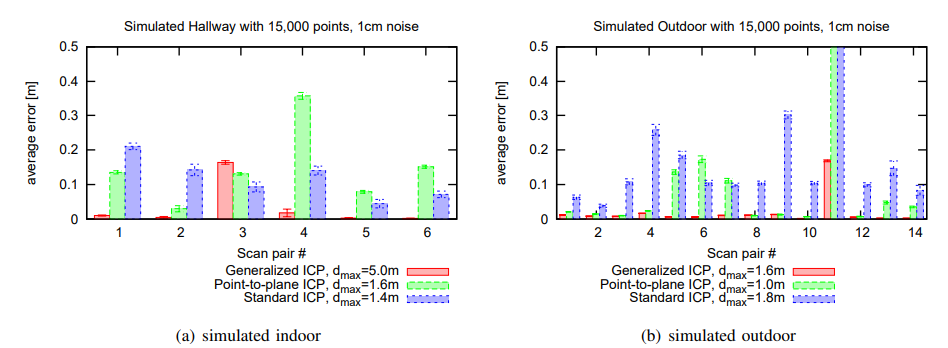 Simulated Hallway with 15,000 points, 1cm noise
average error [m]
0.5
0.4
0.3
0.2
0.1
0
1 2 3 4 5 6
Scan pair #
Generalized ICP, dmax=5.0m
Point-to-plane ICP, dmax=1.6m
Standard ICP, dmax=1.4m
(a) simulated indoor
Simulated Outdoor with 15,000 points, 1cm noise
average error [m]
0.5
0.4
0.3
0.2
0.1
0
2 4 6 8 10 12 14
Scan pair #
Generalized ICP, dmax=1.6m
Point-to-plane ICP, dmax=1.0m
Standard ICP, dmax=1.8m
(b) simulated outdoor